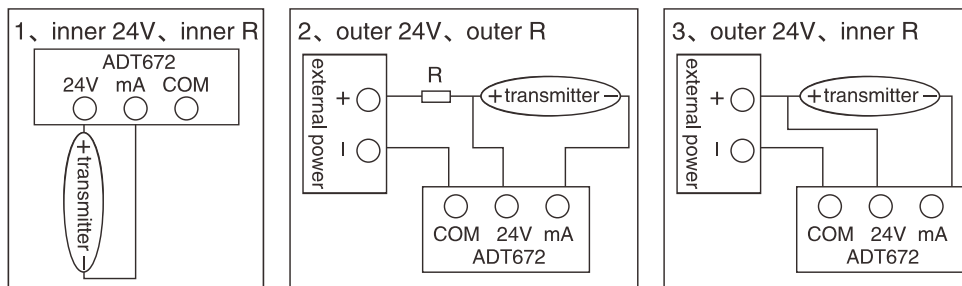 1、inner 24V、inner R
ADT672
24V mA COM
+ transmitter −
2、outer 24V、outer R
external power
+
−
R
+ transmitter −
COM 24V mA
ADT672
3、outer 24V、inner R
external power
+
−
+ transmitter −
COM 24V mA
ADT672